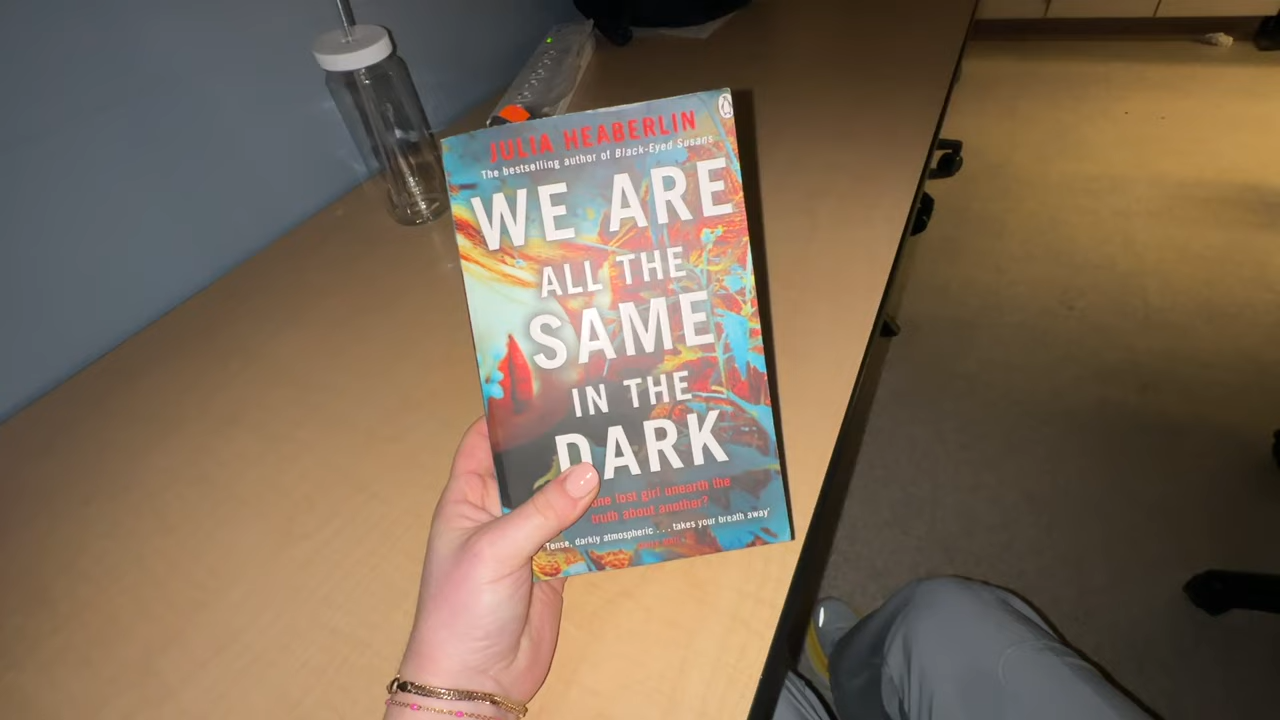 JULIA HEABERLIN
The bestselling author of Black-Eyed Susans
WE ARE
ALL THE
SAME
IN THE
DARK
one lost girl unearth the
truth about another?
'Tense, darkly atmospheric . . . takes your breath away'